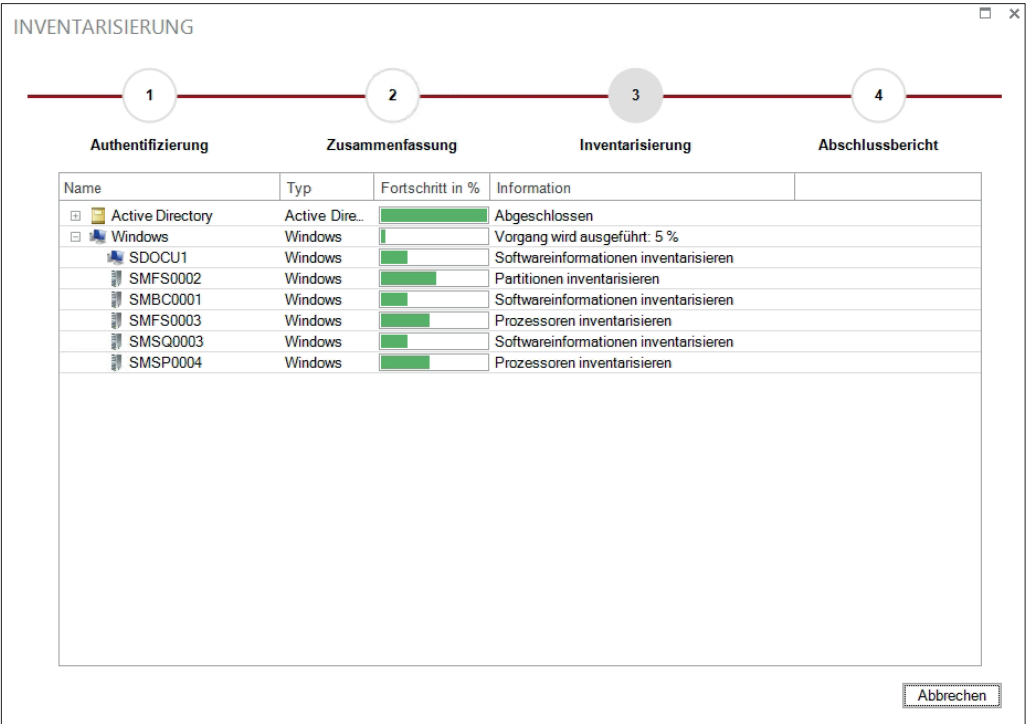 INVENTARISIERUNG
1 2 3 4
Authentifizierung Zusammenfassung Inventarisierung Abschlussbericht
Name Typ Fortschritt in % Information
Active Directory Active Dire... Abgeschlossen
Windows Windows Vorgang wird ausgeführt: 5 %
SDOCU1 Windows Softwareinformationen inventarisieren
SMFS0002 Windows Partitionen inventarisieren
SMBC0001 Windows Softwareinformationen inventarisieren
SMFS0003 Windows Prozessoren inventarisieren
SMSQ0003 Windows Softwareinformationen inventarisieren
SMSP0004 Windows Prozessoren inventarisieren
Abbrechen